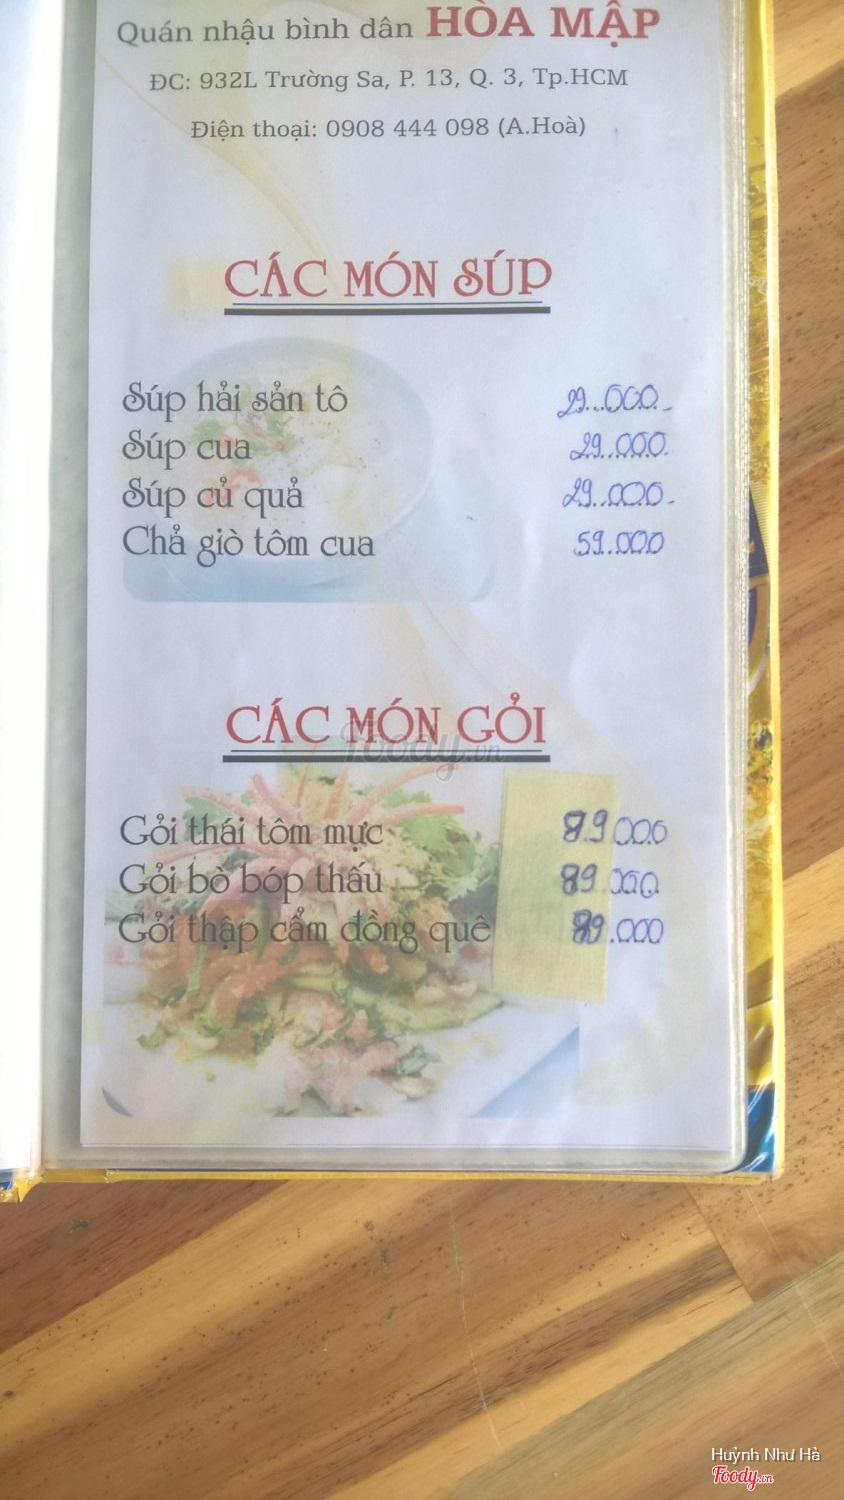 Quán nhậu bình dân HÒA MẬP
ĐC: 932L Trường Sa, P. 13, Q. 3, Tp.HCM
Điện thoại: 0908 444 098 (A.Hoà)
CÁC MÓN SÚP
Súp hải sản tô 29..000.-
Súp cua 29.000.
Súp củ quả 29..000-
Chả giò tôm cua 59.000
CÁC MÓN GỎI
Foody.vn
Gỏi thái tôm mực 89000
Gỏi bò bóp thấu 89.000
Gỏi thập cẩm đồng quê 89.000
Huỳnh Như Hà
Foody.vn